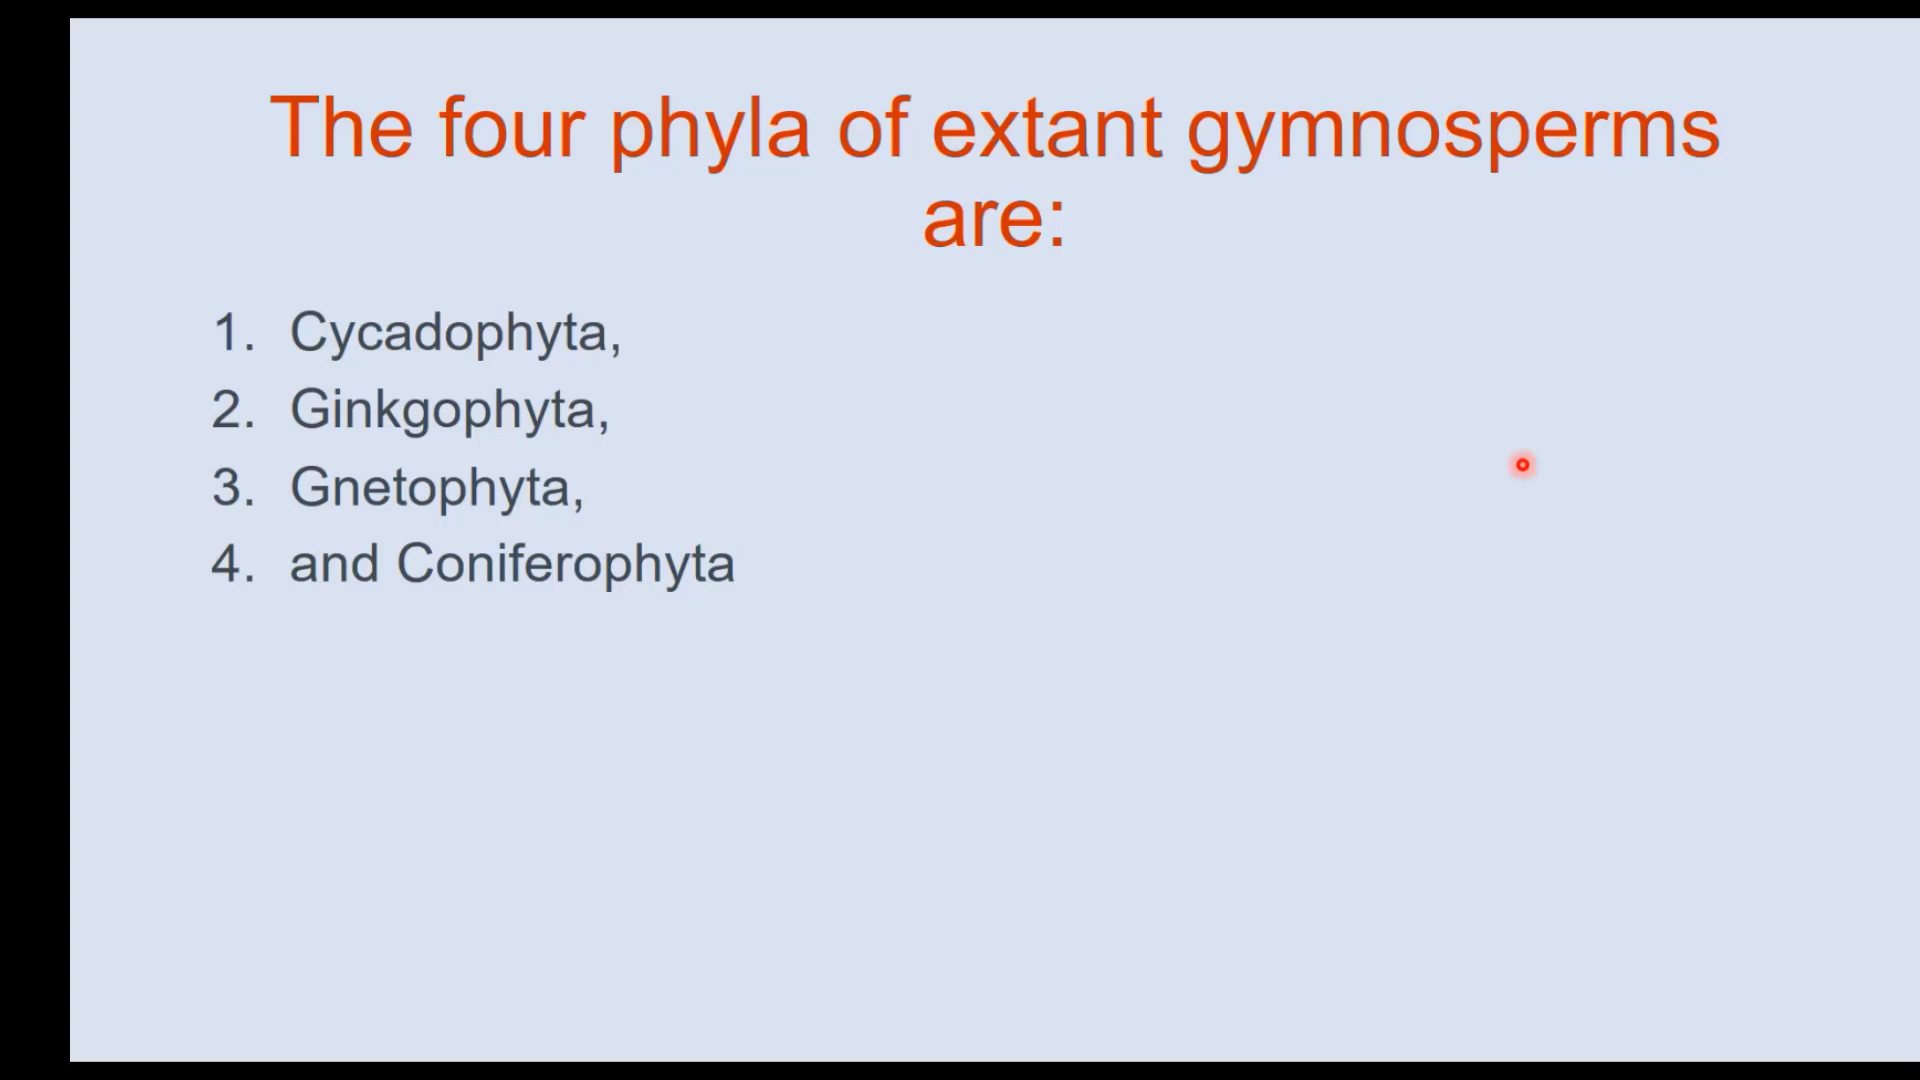 The four phyla of extant gymnosperms
are:
1. Cycadophyta,
2. Ginkgophyta,
3. Gnetophyta,
4. and Coniferophyta